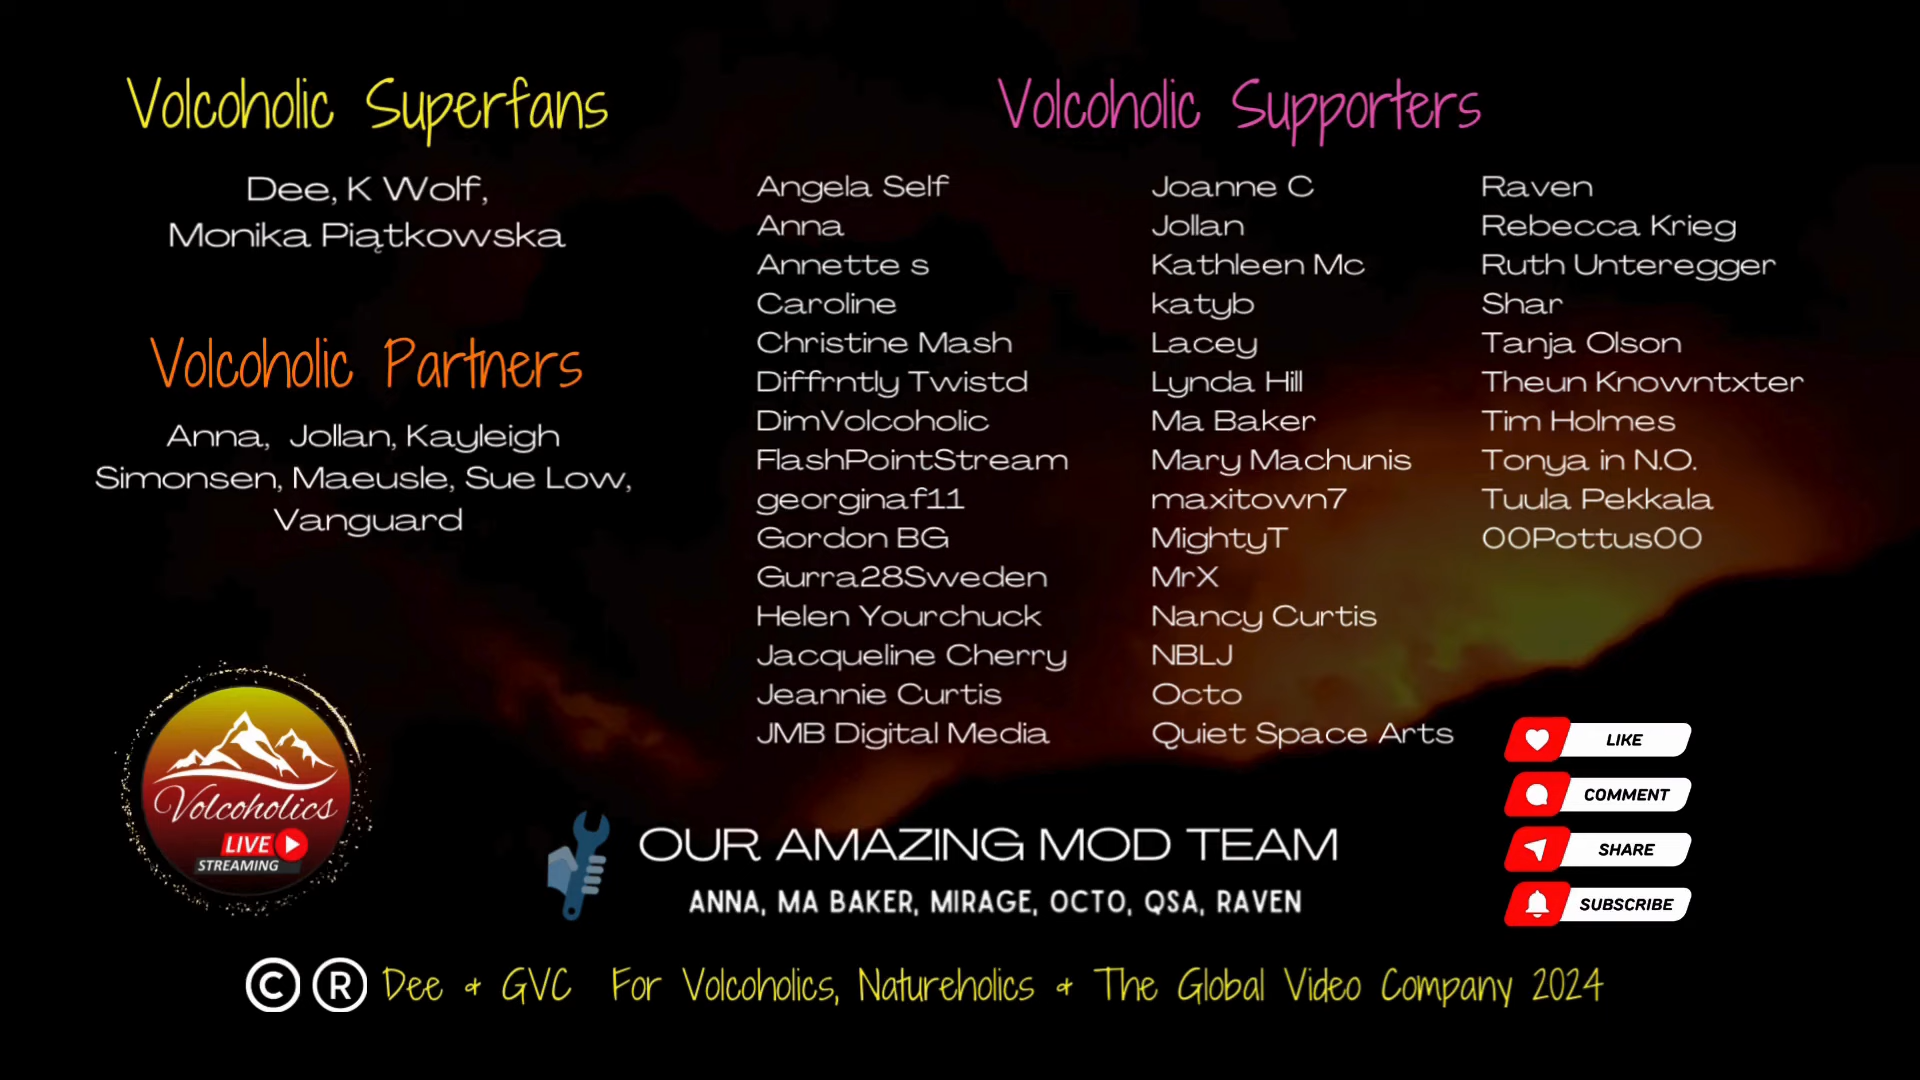 Volcoholic Superfans
Dee, K Wolf,
Monika Piątkowska
Volcoholic Partners
Anna, Jollan, Kayleigh
Simonsen, Maeusle, Sue Low,
Vanguard
Volcoholic Supporters
Angela Self
Anna
Annette s
Caroline
Christine Mash
Diffrntly Twistd
DimVolcoholic
FlashPointStream
georginaf11
Gordon BG
Gurra28Sweden
Helen Yourchuck
Jacqueline Cherry
Jeannie Curtis
JMB Digital Media
Joanne C
Jollan
Kathleen Mc
katyb
Lacey
Lynda Hill
Ma Baker
Mary Machunis
maxitown7
MightyT
MrX
Nancy Curtis
NBLJ
Octo
Quiet Space Arts
Raven
Rebecca Krieg
Ruth Unteregger
Shar
Tanja Olson
Theun Knowntxter
Tim Holmes
Tonya in N.O.
Tuula Pekkala
00Pottus00
Volcoholics
LIVE
STREAMING
OUR AMAZING MOD TEAM
ANNA, MA BAKER, MIRAGE, OCTO, QSA, RAVEN
LIKE
COMMENT
SHARE
SUBSCRIBE
© ® Dee & GVC For Volcoholics, Natureholics & The Global Video Company 2024